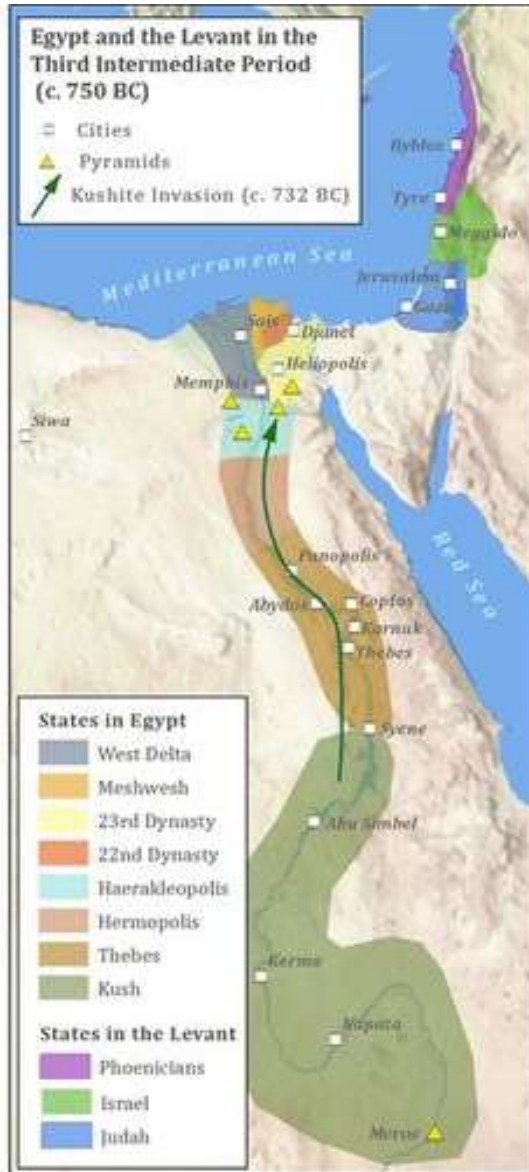 Egypt and the Levant in the
Third Intermediate Period
(c. 750 BC)
Cities
Pyramids
Kushite Invasion (c. 732 BC)
Byblos
Tyre
Meggido
Mediterranean Sea
Jerusalem
Gaza
Sais
Djanet
Heliopolis
Memphis
Siwa
Red Sea
Panopolis
Abydos
Koptos
Karnak
Thebes
Syene
Abu Simbel
Kerma
Napata
Meroe
States in Egypt
West Delta
Meshwesh
23rd Dynasty
22nd Dynasty
Haerakleopolis
Hermopolis
Thebes
Kush
States in the Levant
Phoenicians
Israel
Judah